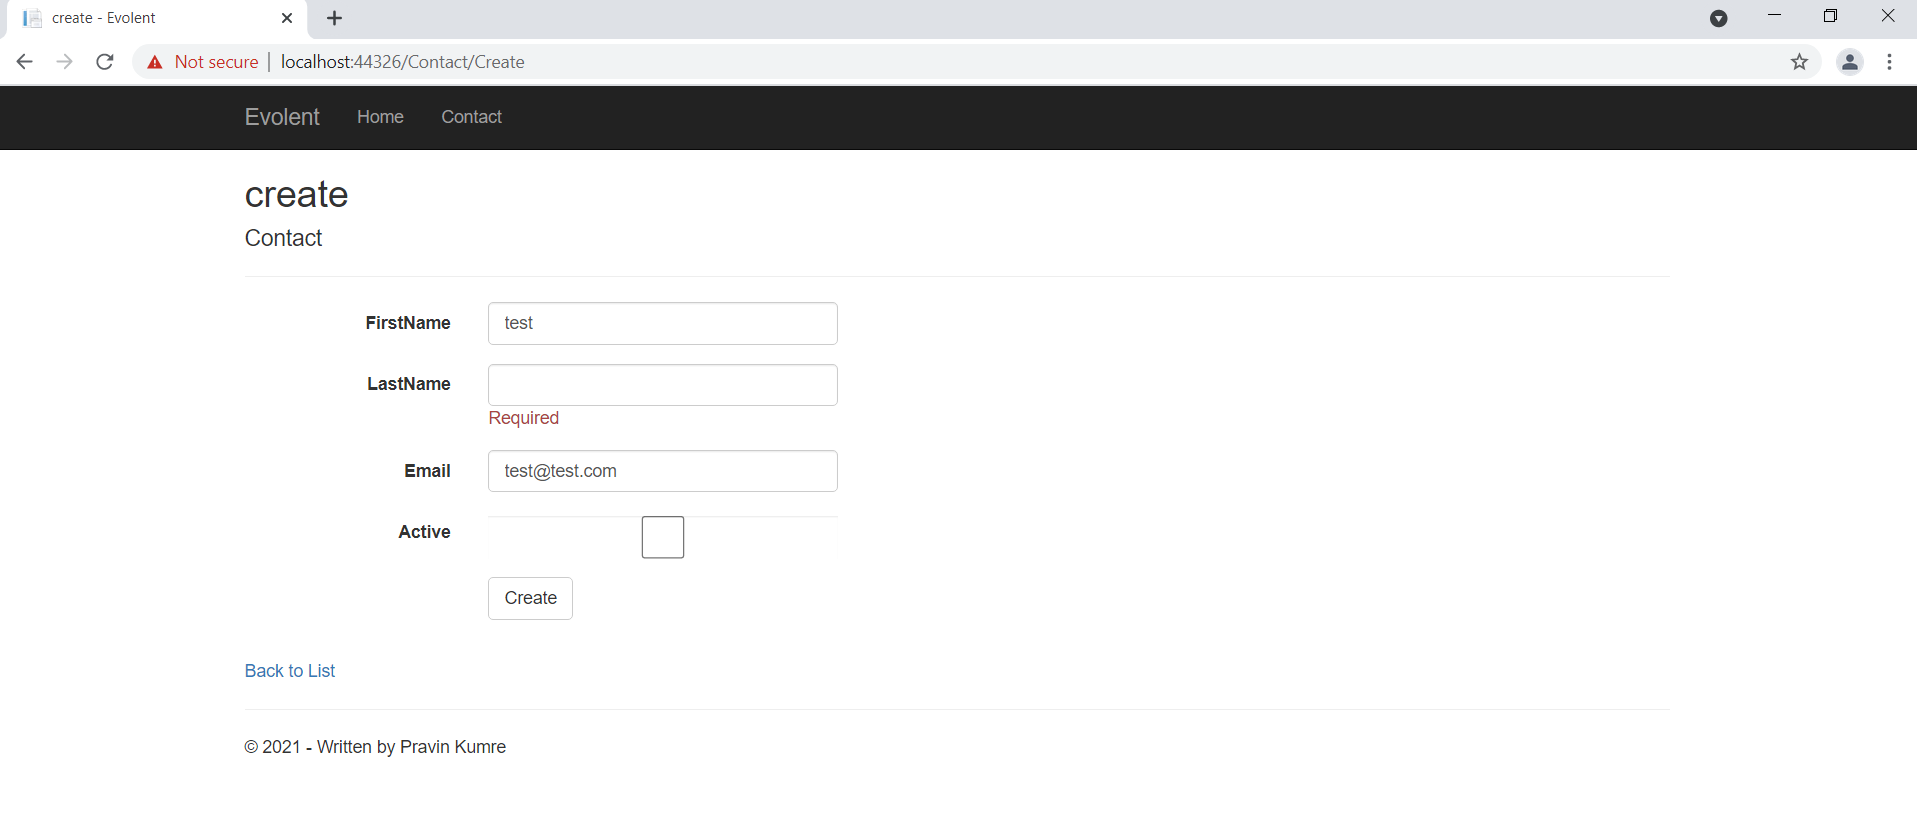 create - Evolent
Not secure | localhost:44326/Contact/Create
Evolent Home Contact
create
Contact
FirstName test
LastName
Required
Email test@test.com
Active
Create
Back to List
© 2021 - Written by Pravin Kumre